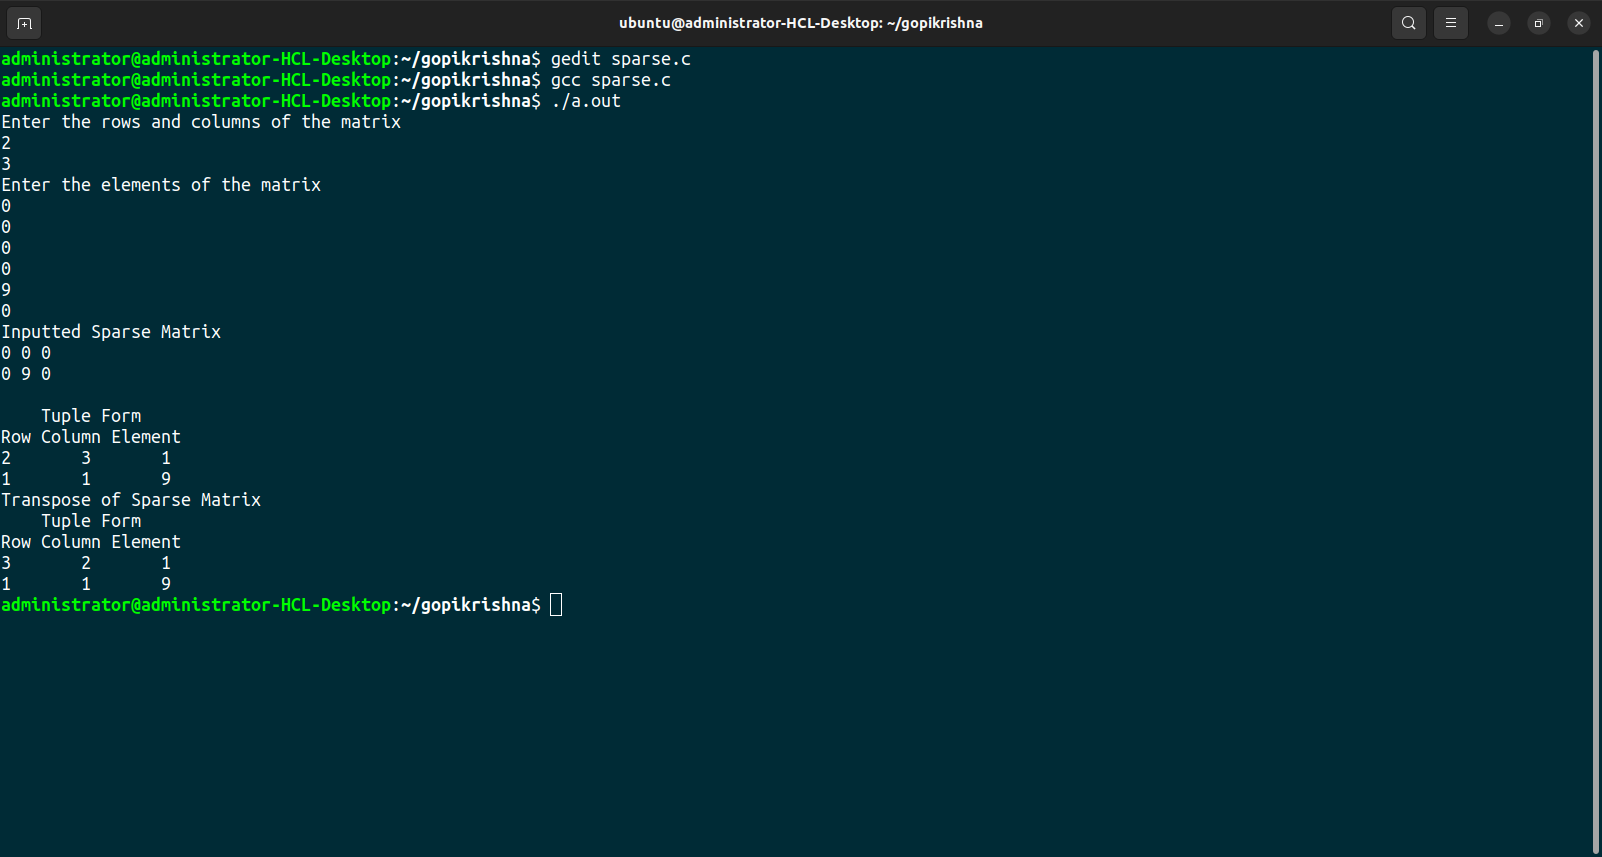 ubuntu@administrator-HCL-Desktop: ~/gopikrishna
administrator@administrator-HCL-Desktop:~/gopikrishna$ gedit sparse.c
administrator@administrator-HCL-Desktop:~/gopikrishna$ gcc sparse.c
administrator@administrator-HCL-Desktop:~/gopikrishna$ ./a.out
Enter the rows and columns of the matrix
2
3
Enter the elements of the matrix
0
0
0
0
9
0
Inputted Sparse Matrix
0 0 0
0 9 0
    Tuple Form
Row Column Element
2       3       1
1       1       9
Transpose of Sparse Matrix
    Tuple Form
Row Column Element
3       2       1
1       1       9
administrator@administrator-HCL-Desktop:~/gopikrishna$